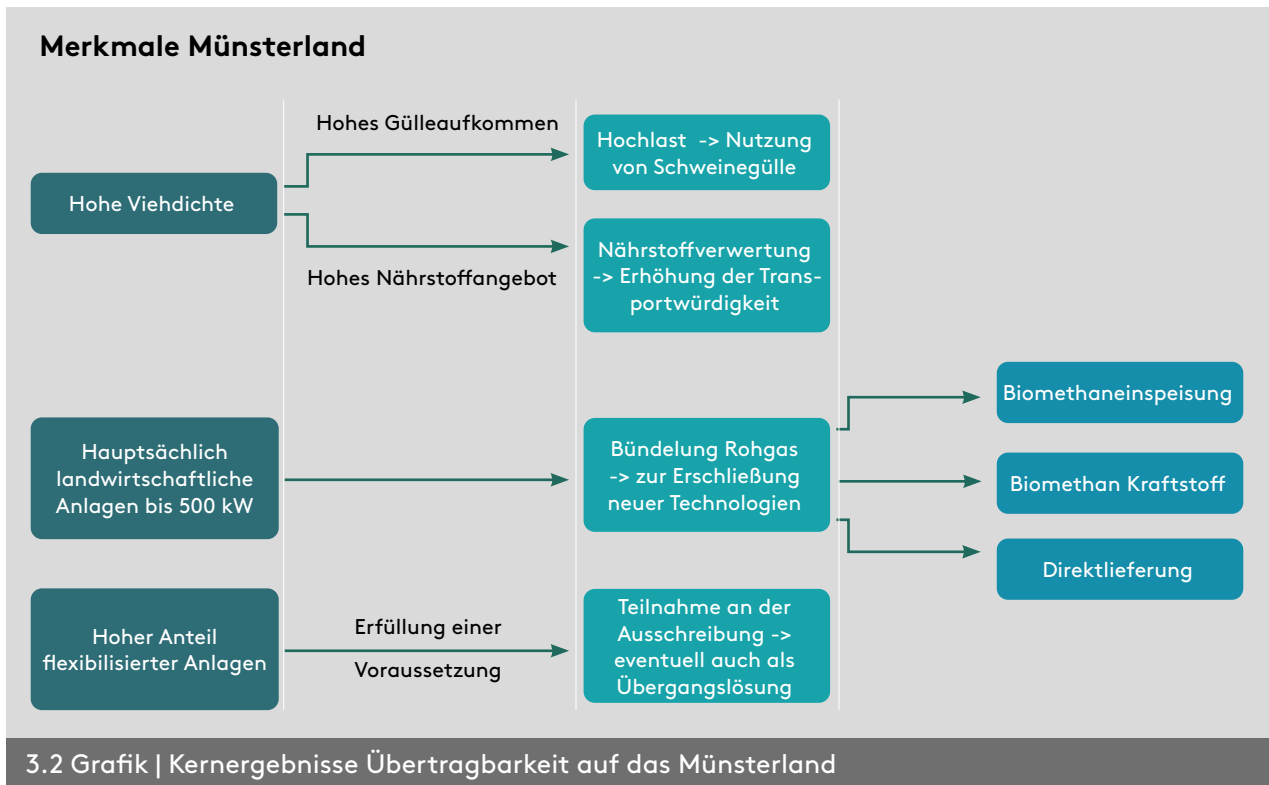 Merkmale Münsterland
Hohe Viehdichte
Hohes Gülleaufkommen
Hochlast -> Nutzung
von Schweinegülle
Hohes Nährstoffangebot
Nährstoffverwertung
-> Erhöhung der Trans-
portwürdigkeit
Hauptsächlich
landwirtschaftliche
Anlagen bis 500 kW
Bündelung Rohgas
-> zur Erschließung
neuer Technologien
Biomethaneinspeisung
Biomethan Kraftstoff
Direktlieferung
Hoher Anteil
flexibilisierter Anlagen
Erfüllung einer
Voraussetzung
Teilnahme an der
Ausschreibung ->
eventuell auch als
Übergangslösung
3.2 Grafik | Kernergebnisse Übertragbarkeit auf das Münsterland